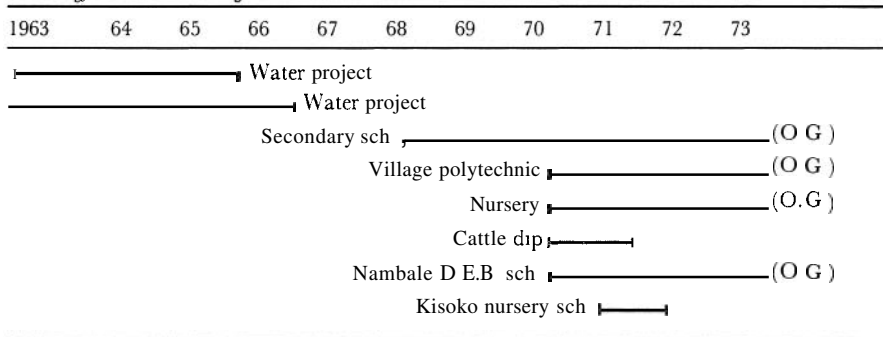 1963 64 65 66 67 68 69 70 71 72 73
Water project
Water project
Secondary sch (O G )
Village polytechnic (O G )
Nursery (O.G )
Cattle dip
Nambale D E.B sch (O G )
Kisoko nursery sch